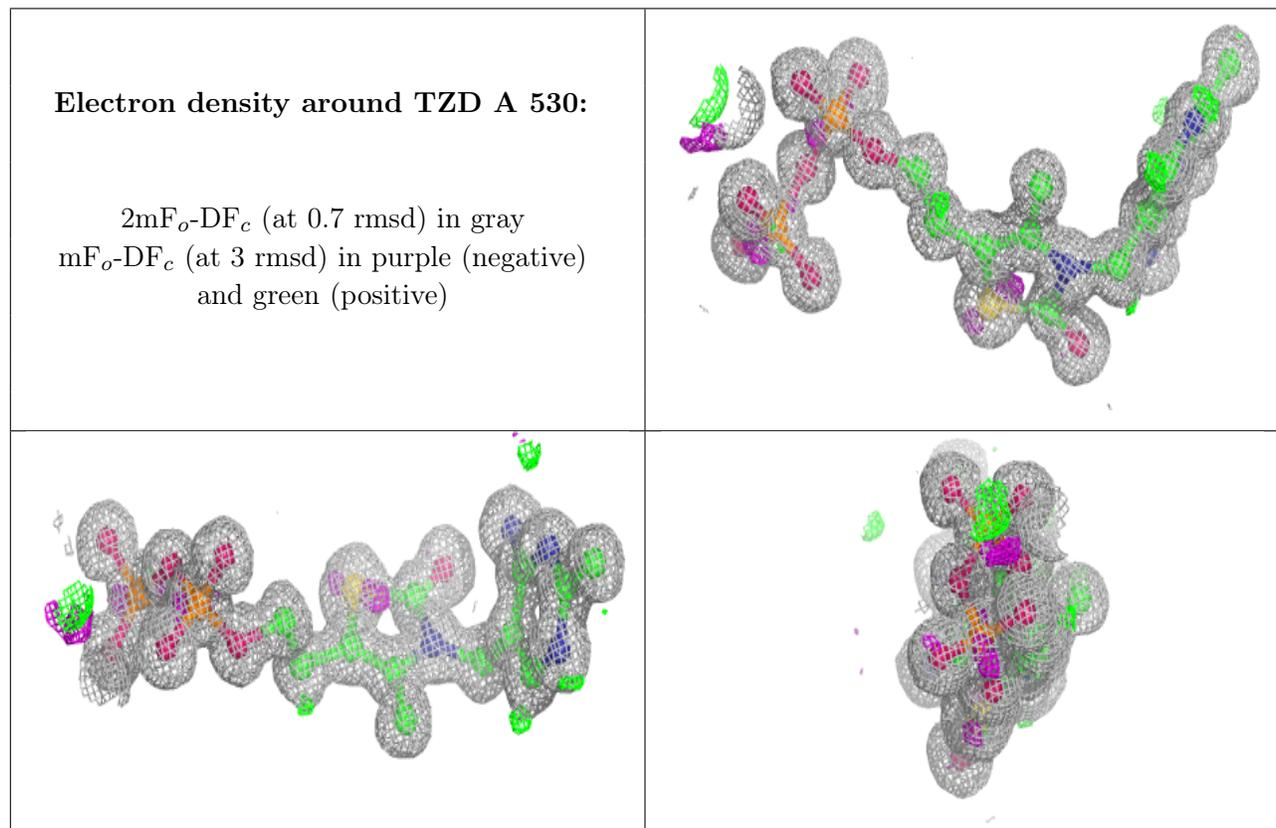 Electron density around TZD A 530:
2mFo-DFc (at 0.7 rmsd) in gray
mFo-DFc (at 3 rmsd) in purple (negative)
and green (positive)